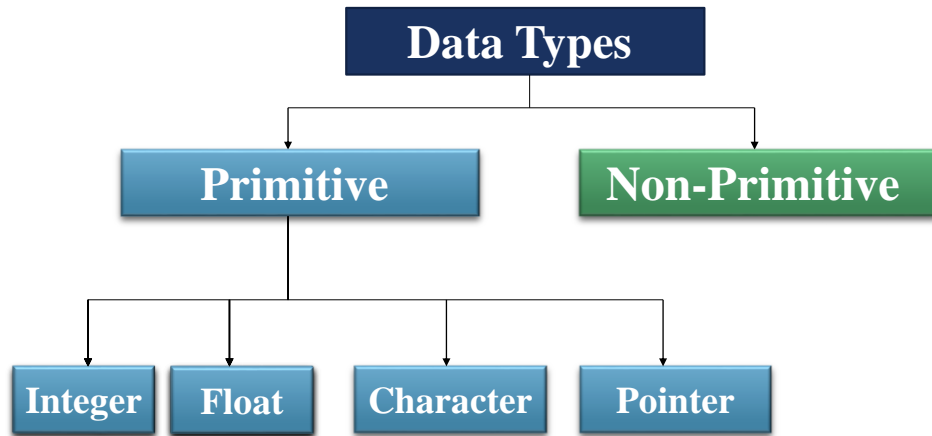 Data Types
Primitive
Non-Primitive
Integer
Float
Character
Pointer